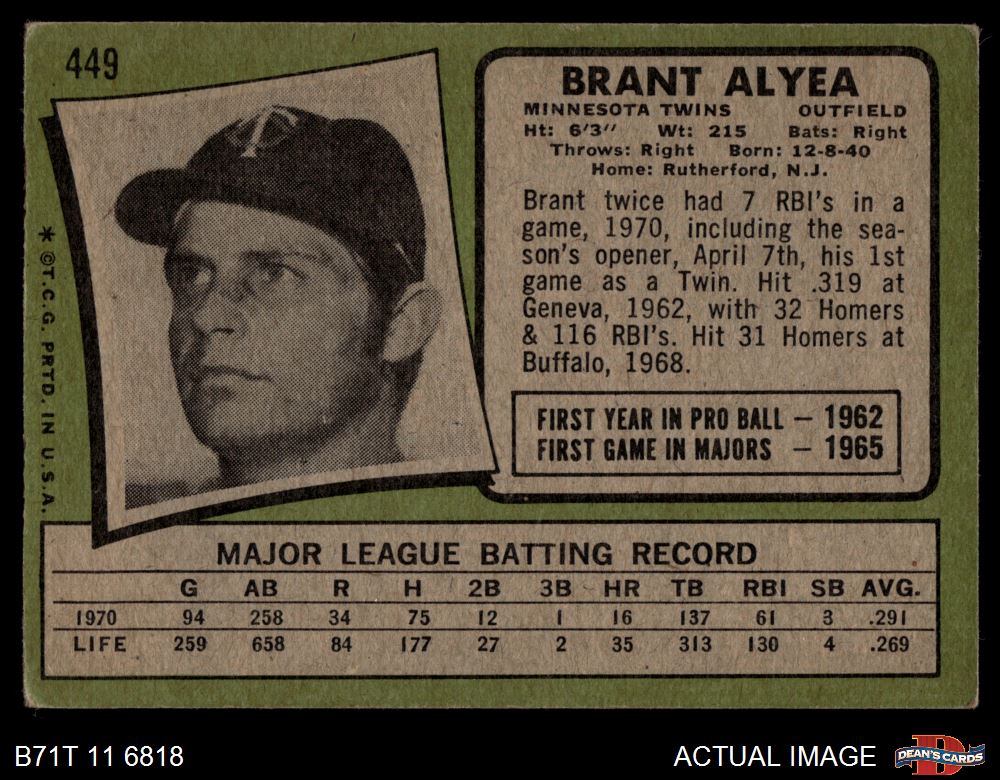 449
* ©T.C.G. PRTD. IN U.S.A.
TC
BRANT ALYEA
MINNESOTA TWINS OUTFIELD
Ht: 6'3" Wt: 215 Bats: Right
Throws: Right Born: 12-8-40
Home: Rutherford, N.J.
Brant twice had 7 RBI's in a
game, 1970, including the sea-
son's opener, April 7th, his 1st
game as a Twin. Hit .319 at
Geneva, 1962, with 32 Homers
& 116 RBI's. Hit 31 Homers at
Buffalo, 1968.
FIRST YEAR IN PRO BALL — 1962
FIRST GAME IN MAJORS — 1965
MAJOR LEAGUE BATTING RECORD
G AB R H 2B 3B HR TB RBI SB AVG.
1970 94 258 34 75 12 1 16 137 61 3 .291
LIFE 259 658 84 177 27 2 35 313 130 4 .269
B71T 11 6818 ACTUAL IMAGE
D
DEAN'S CARDS